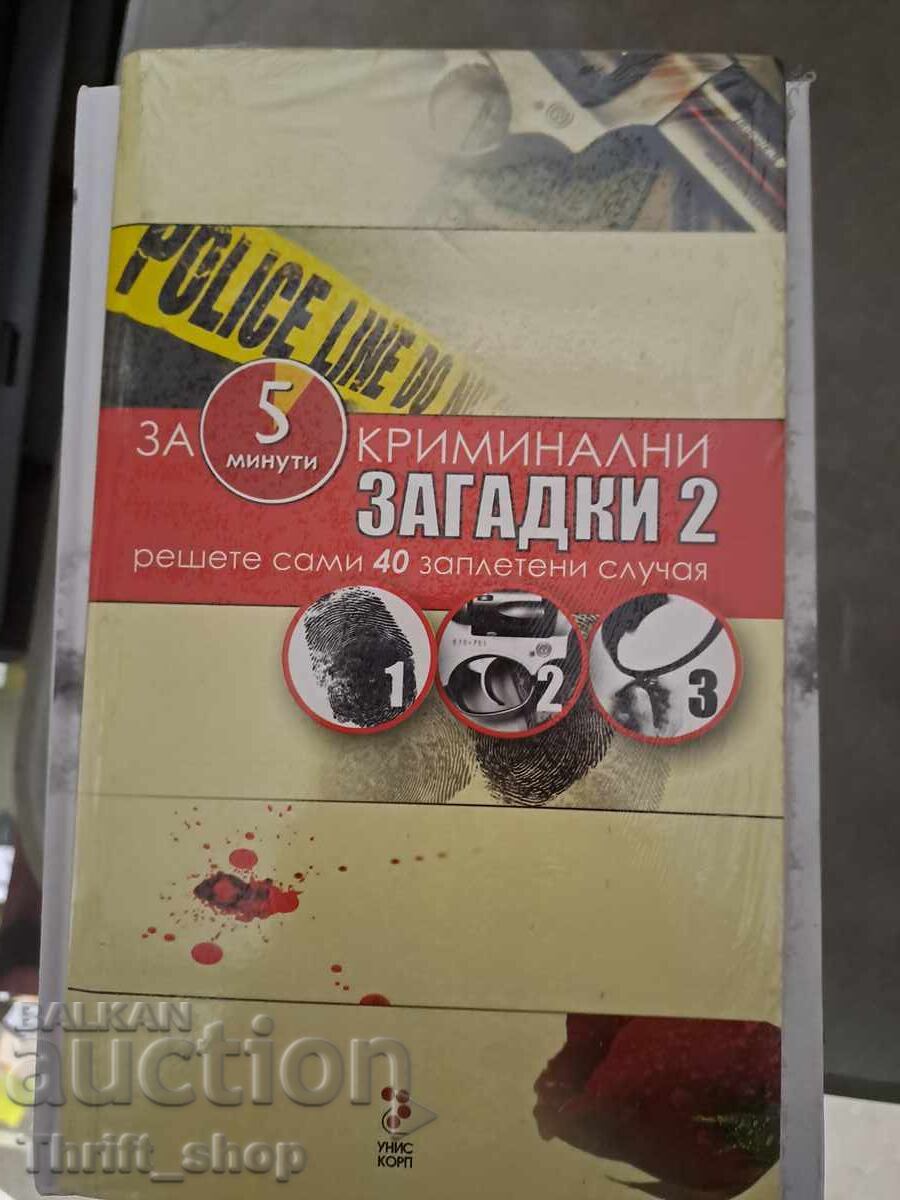 POLICE LINE DO
ЗА 5 минути
КРИМИНАЛНИ
ЗАГАДКИ 2
решете сами 40 заплетени случая
1 2 3
BALKAN
auction
Thrift_shop
УНИС
КОРП